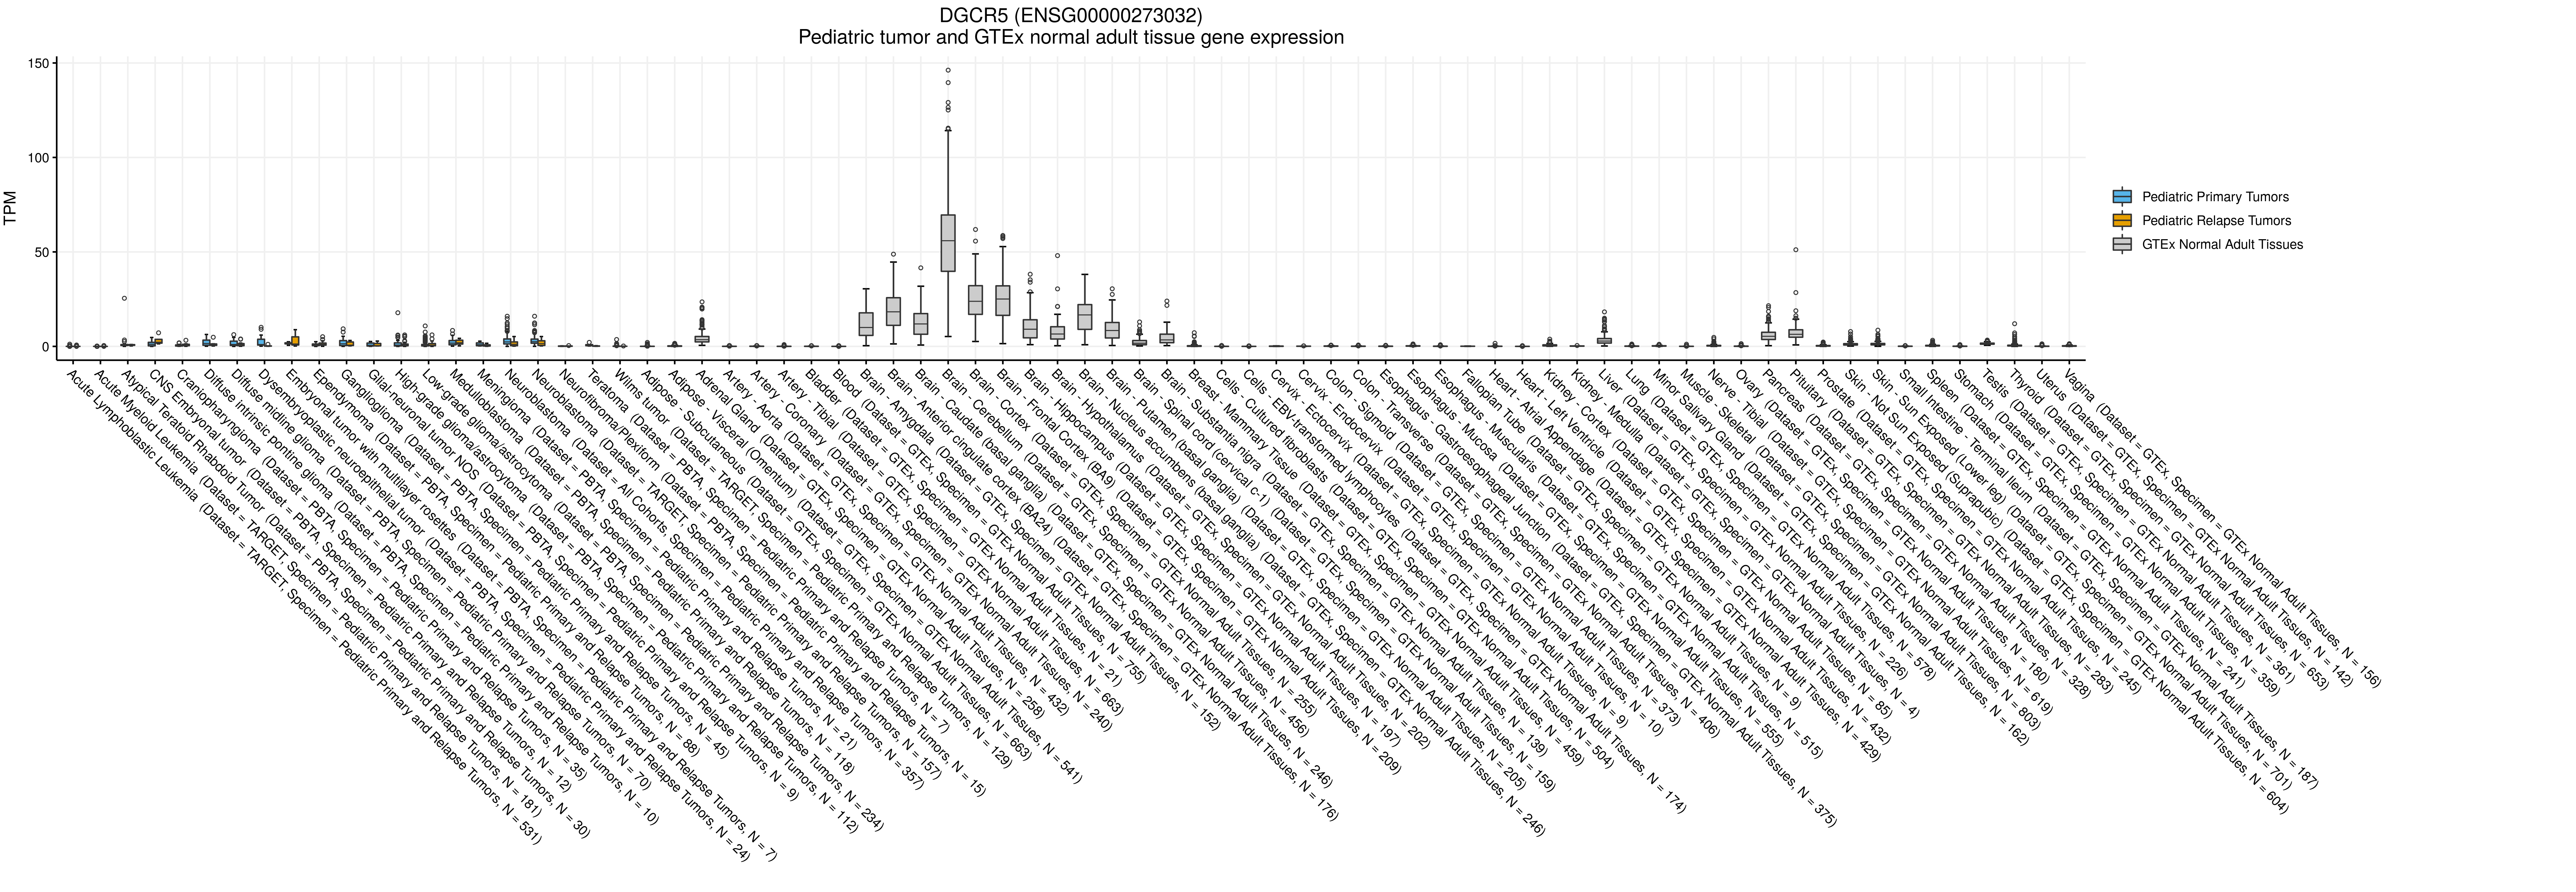 DGCR5 (ENSG00000273032)
Pediatric tumor and GTEx normal adult tissue gene expression
TPM
150
100
50
0
Acute Lymphoblastic Leukemia (Dataset = TARGET, Specimen = Pediatric Primary and Relapse Tumors, N = 531)
Acute Myeloid Leukemia (Dataset = TARGET, Specimen = Pediatric Primary and Relapse Tumors, N = 181)
Atypical Teratoid Rhabdoid Tumor (Dataset = PBTA, Specimen = Pediatric Primary and Relapse Tumors, N = 30)
CNS Embryonal tumor (Dataset = PBTA, Specimen = Pediatric Primary and Relapse Tumors, N = 12)
Craniopharyngioma (Dataset = PBTA, Specimen = Pediatric Primary and Relapse Tumors, N = 35)
Diffuse intrinsic pontine glioma (Dataset = PBTA, Specimen = Pediatric Primary and Relapse Tumors, N = 10)
Diffuse midline glioma (Dataset = PBTA, Specimen = Pediatric Primary and Relapse Tumors, N = 70)
Dysembryoplastic neuroepithelial tumor (Dataset = PBTA, Specimen = Pediatric Primary and Relapse Tumors, N = 24)
Embryonal tumor with multilayer rosettes (Dataset = PBTA, Specimen = Pediatric Primary and Relapse Tumors, N = 7)
Ependymoma (Dataset = PBTA, Specimen = Pediatric Primary and Relapse Tumors, N = 88)
Ganglioglioma (Dataset = PBTA, Specimen = Pediatric Primary and Relapse Tumors, N = 45)
Glial-neuronal tumor NOS (Dataset = PBTA, Specimen = Pediatric Primary and Relapse Tumors, N = 9)
High-grade glioma/astrocytoma (Dataset = PBTA, Specimen = Pediatric Primary and Relapse Tumors, N = 112)
Low-grade glioma/astrocytoma (Dataset = PBTA, Specimen = Pediatric Primary and Relapse Tumors, N = 234)
Medulloblastoma (Dataset = PBTA, Specimen = Pediatric Primary and Relapse Tumors, N = 118)
Meningioma (Dataset = PBTA, Specimen = Pediatric Primary and Relapse Tumors, N = 21)
Neuroblastoma (Dataset = All Cohorts, Specimen = Pediatric Primary and Relapse Tumors, N = 357)
Neuroblastoma (Dataset = TARGET, Specimen = Pediatric Primary and Relapse Tumors, N = 157)
Neurofibroma/Plexiform (Dataset = PBTA, Specimen = Pediatric Primary and Relapse Tumors, N = 15)
Teratoma (Dataset = PBTA, Specimen = Pediatric Primary and Relapse Tumors, N = 7)
Wilms tumor (Dataset = TARGET, Specimen = Pediatric Primary and Relapse Tumors, N = 129)
Adipose - Subcutaneous (Dataset = GTEx, Specimen = GTEx Normal Adult Tissues, N = 663)
Adipose - Visceral (Omentum) (Dataset = GTEx, Specimen = GTEx Normal Adult Tissues, N = 541)
Adrenal Gland (Dataset = GTEx, Specimen = GTEx Normal Adult Tissues, N = 258)
Artery - Aorta (Dataset = GTEx, Specimen = GTEx Normal Adult Tissues, N = 432)
Artery - Coronary (Dataset = GTEx, Specimen = GTEx Normal Adult Tissues, N = 240)
Artery - Tibial (Dataset = GTEx, Specimen = GTEx Normal Adult Tissues, N = 663)
Bladder (Dataset = GTEx, Specimen = GTEx Normal Adult Tissues, N = 21)
Blood (Dataset = GTEx, Specimen = GTEx Normal Adult Tissues, N = 755)
Brain - Amygdala (Dataset = GTEx, Specimen = GTEx Normal Adult Tissues, N = 152)
Brain - Anterior cingulate cortex (BA24) (Dataset = GTEx, Specimen = GTEx Normal Adult Tissues, N = 176)
Brain - Caudate (basal ganglia) (Dataset = GTEx, Specimen = GTEx Normal Adult Tissues, N = 246)
Brain - Cerebellum (Dataset = GTEx, Specimen = GTEx Normal Adult Tissues, N = 456)
Brain - Cortex (Dataset = GTEx, Specimen = GTEx Normal Adult Tissues, N = 255)
Brain - Frontal Cortex (BA9) (Dataset = GTEx, Specimen = GTEx Normal Adult Tissues, N = 209)
Brain - Hippocampus (Dataset = GTEx, Specimen = GTEx Normal Adult Tissues, N = 197)
Brain - Hypothalamus (Dataset = GTEx, Specimen = GTEx Normal Adult Tissues, N = 202)
Brain - Nucleus accumbens (basal ganglia) (Dataset = GTEx, Specimen = GTEx Normal Adult Tissues, N = 246)
Brain - Putamen (basal ganglia) (Dataset = GTEx, Specimen = GTEx Normal Adult Tissues, N = 205)
Brain - Spinal cord (cervical c-1) (Dataset = GTEx, Specimen = GTEx Normal Adult Tissues, N = 159)
Brain - Substantia nigra (Dataset = GTEx, Specimen = GTEx Normal Adult Tissues, N = 139)
Breast - Mammary Tissue (Dataset = GTEx, Specimen = GTEx Normal Adult Tissues, N = 459)
Cells - Cultured fibroblasts (Dataset = GTEx, Specimen = GTEx Normal Adult Tissues, N = 504)
Cells - EBV-transformed lymphocytes (Dataset = GTEx, Specimen = GTEx Normal Adult Tissues, N = 174)
Cervix - Ectocervix (Dataset = GTEx, Specimen = GTEx Normal Adult Tissues, N = 9)
Cervix - Endocervix (Dataset = GTEx, Specimen = GTEx Normal Adult Tissues, N = 10)
Colon - Sigmoid (Dataset = GTEx, Specimen = GTEx Normal Adult Tissues, N = 373)
Colon - Transverse (Dataset = GTEx, Specimen = GTEx Normal Adult Tissues, N = 406)
Esophagus - Gastroesophageal Junction (Dataset = GTEx, Specimen = GTEx Normal Adult Tissues, N = 375)
Esophagus - Mucosa (Dataset = GTEx, Specimen = GTEx Normal Adult Tissues, N = 555)
Esophagus - Muscularis (Dataset = GTEx, Specimen = GTEx Normal Adult Tissues, N = 515)
Fallopian Tube (Dataset = GTEx, Specimen = GTEx Normal Adult Tissues, N = 9)
Heart - Atrial Appendage (Dataset = GTEx, Specimen = GTEx Normal Adult Tissues, N = 429)
Heart - Left Ventricle (Dataset = GTEx, Specimen = GTEx Normal Adult Tissues, N = 432)
Kidney - Cortex (Dataset = GTEx, Specimen = GTEx Normal Adult Tissues, N = 85)
Kidney - Medulla (Dataset = GTEx, Specimen = GTEx Normal Adult Tissues, N = 4)
Liver (Dataset = GTEx, Specimen = GTEx Normal Adult Tissues, N = 226)
Lung (Dataset = GTEx, Specimen = GTEx Normal Adult Tissues, N = 578)
Minor Salivary Gland (Dataset = GTEx, Specimen = GTEx Normal Adult Tissues, N = 162)
Muscle - Skeletal (Dataset = GTEx, Specimen = GTEx Normal Adult Tissues, N = 803)
Nerve - Tibial (Dataset = GTEx, Specimen = GTEx Normal Adult Tissues, N = 619)
Ovary (Dataset = GTEx, Specimen = GTEx Normal Adult Tissues, N = 180)
Pancreas (Dataset = GTEx, Specimen = GTEx Normal Adult Tissues, N = 328)
Pituitary (Dataset = GTEx, Specimen = GTEx Normal Adult Tissues, N = 283)
Prostate (Dataset = GTEx, Specimen = GTEx Normal Adult Tissues, N = 245)
Skin - Not Sun Exposed (Suprapubic) (Dataset = GTEx, Specimen = GTEx Normal Adult Tissues, N = 604)
Skin - Sun Exposed (Lower leg) (Dataset = GTEx, Specimen = GTEx Normal Adult Tissues, N = 701)
Small Intestine - Terminal Ileum (Dataset = GTEx, Specimen = GTEx Normal Adult Tissues, N = 187)
Spleen (Dataset = GTEx, Specimen = GTEx Normal Adult Tissues, N = 241)
Stomach (Dataset = GTEx, Specimen = GTEx Normal Adult Tissues, N = 359)
Testis (Dataset = GTEx, Specimen = GTEx Normal Adult Tissues, N = 361)
Thyroid (Dataset = GTEx, Specimen = GTEx Normal Adult Tissues, N = 653)
Uterus (Dataset = GTEx, Specimen = GTEx Normal Adult Tissues, N = 142)
Vagina (Dataset = GTEx, Specimen = GTEx Normal Adult Tissues, N = 156)
Pediatric Primary Tumors
Pediatric Relapse Tumors
GTEx Normal Adult Tissues